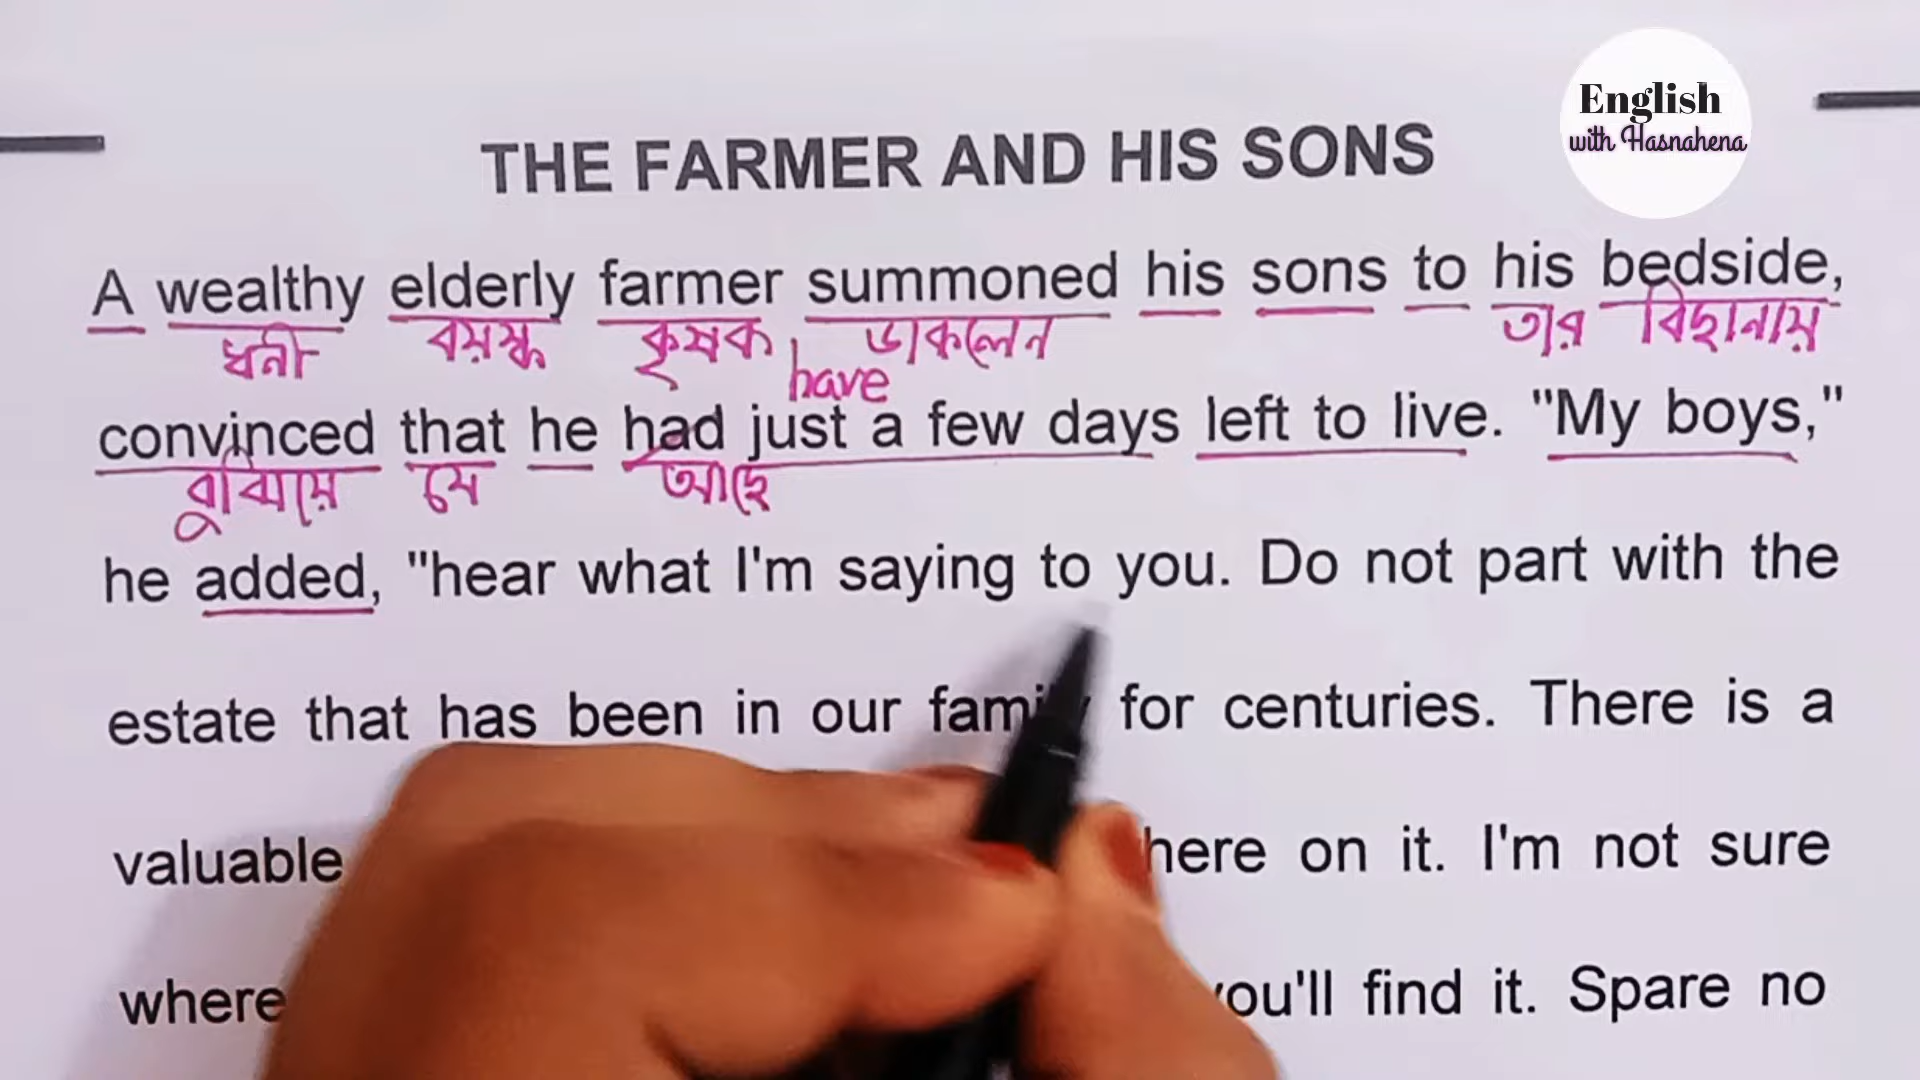 English
with Hasnahena
THE FARMER AND HIS SONS
A wealthy elderly farmer summoned his sons to his bedside,
ধনী বয়স্ক কৃষক ডাকলেন তার বিছানায়
have
convinced that he had just a few days left to live. "My boys,"
বুঝিয়ে যে আছে
he added, "hear what I'm saying to you. Do not part with the
estate that has been in our family for centuries. There is a
valuable here on it. I'm not sure
where you'll find it. Spare no